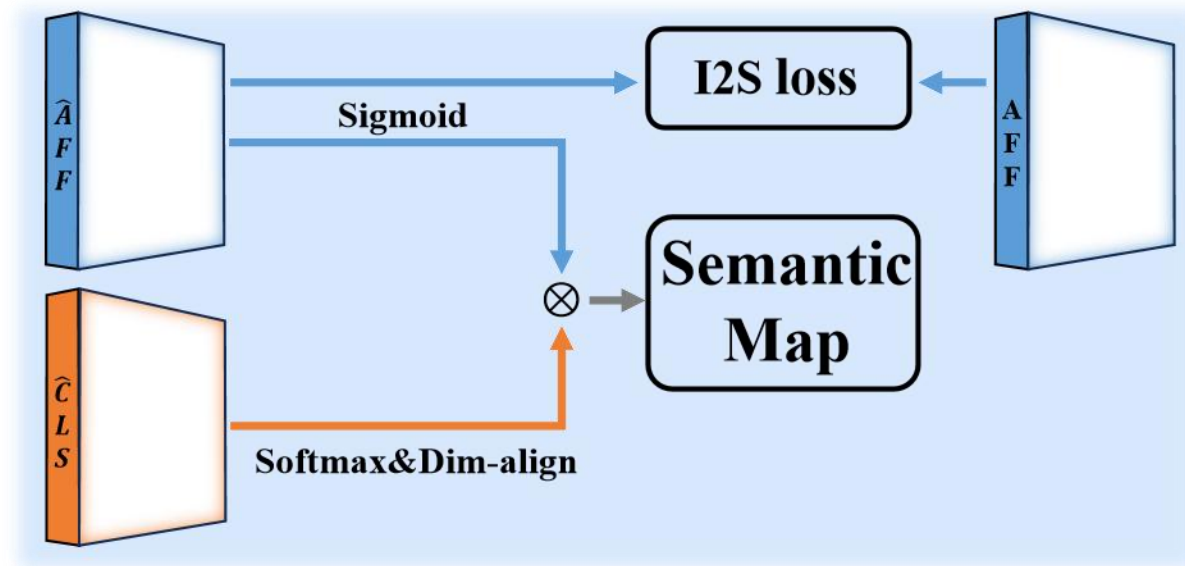 I2S loss
Sigmoid
Â
F
F
A
F
F
Semantic
Map
Ĉ
L
S
Softmax&Dim-align